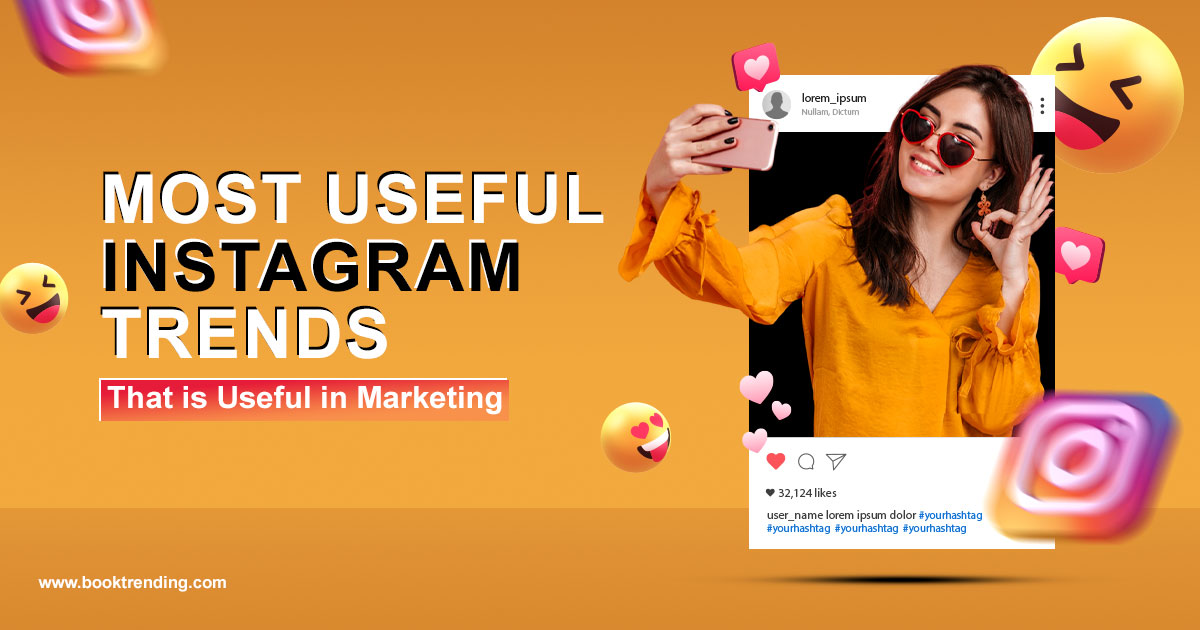 MOST USEFUL
INSTAGRAM
TRENDS
That is Useful in Marketing
www.booktrending.com
lorem_ipsum
Nullam, Dictum
32,124 likes
user_name lorem ipsum dolor #yourhashtag
#yourhashtag #yourhashtag #yourhashtag